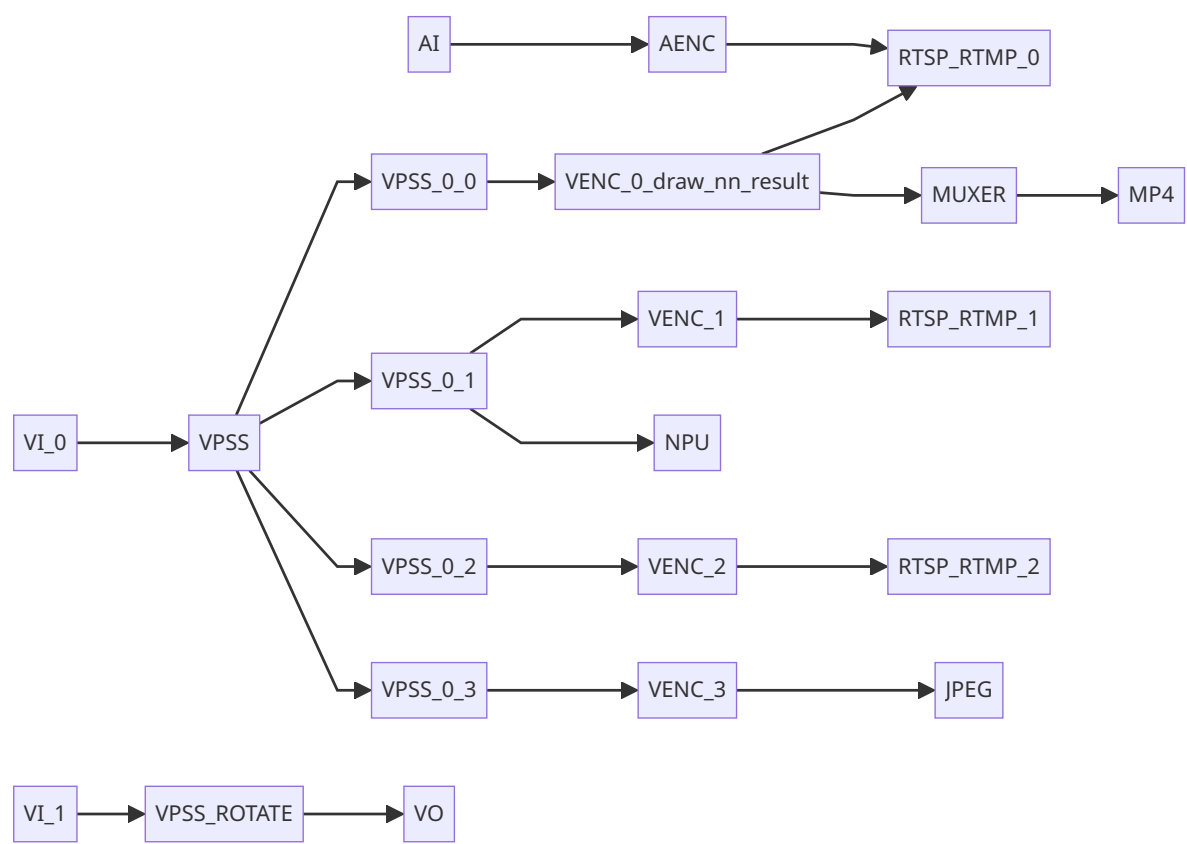 AI
AENC
RTSP_RTMP_0
VPSS_0_0
VENC_0_draw_nn_result
MUXER
MP4
VENC_1
RTSP_RTMP_1
VPSS_0_1
VI_0
VPSS
NPU
VPSS_0_2
VENC_2
RTSP_RTMP_2
VPSS_0_3
VENC_3
JPEG
VI_1
VPSS_ROTATE
VO